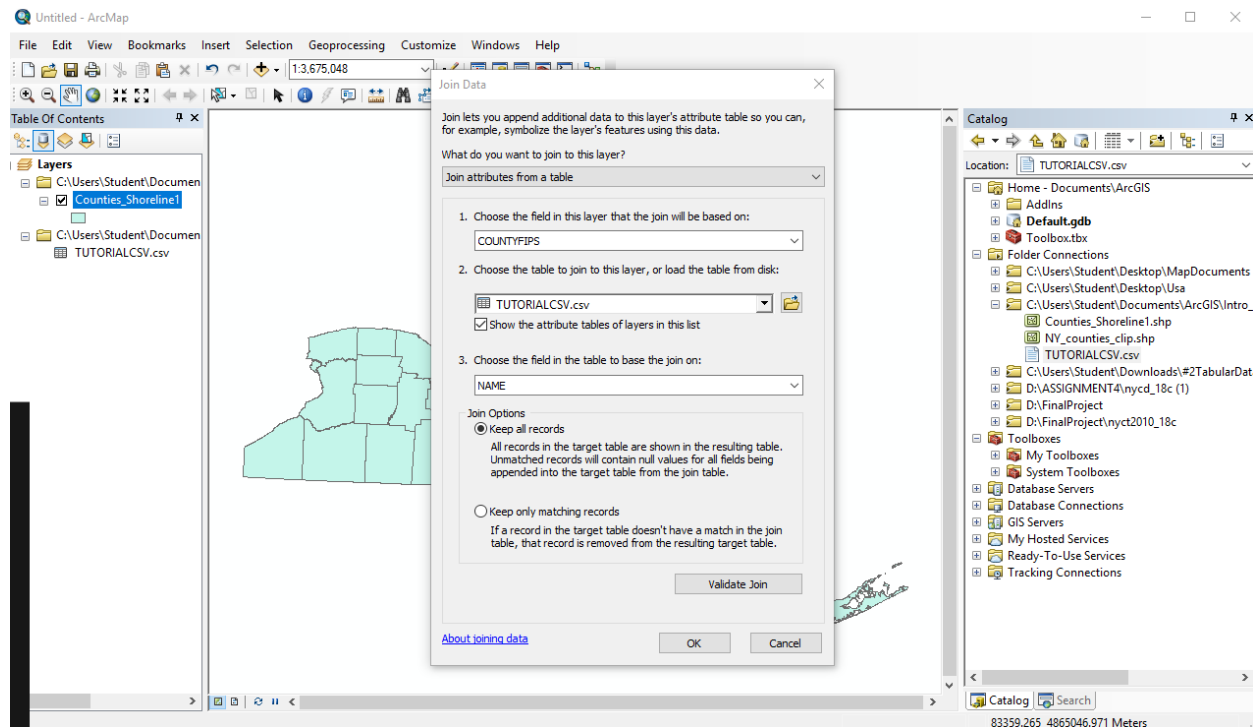 Untitled - ArcMap
File Edit View Bookmarks Insert Selection Geoprocessing Customize Windows Help
1:3,675,048
Table Of Contents
Layers
C:\Users\Student\Documen
Counties_Shoreline1
C:\Users\Student\Documen
TUTORIALCSV.csv
Join Data
Join lets you append additional data to this layer's attribute table so you can,
for example, symbolize the layer's features using this data.
What do you want to join to this layer?
Join attributes from a table
1. Choose the field in this layer that the join will be based on:
COUNTYFIPS
2. Choose the table to join to this layer, or load the table from disk:
TUTORIALCSV.csv
Show the attribute tables of layers in this list
3. Choose the field in the table to base the join on:
NAME
Join Options
Keep all records
All records in the target table are shown in the resulting table.
Unmatched records will contain null values for all fields being
appended into the target table from the join table.
Keep only matching records
If a record in the target table doesn't have a match in the join
table, that record is removed from the resulting target table.
Validate Join
About joining data
OK
Cancel
Catalog
Location: TUTORIALCSV.csv
Home - Documents\ArcGIS
AddIns
Default.gdb
Toolbox.tbx
Folder Connections
C:\Users\Student\Desktop\MapDocuments
C:\Users\Student\Desktop\Usa
C:\Users\Student\Documents\ArcGIS\Intro_
Counties_Shoreline1.shp
NY_counties_clip.shp
TUTORIALCSV.csv
C:\Users\Student\Downloads\#2TabularDat
D:\ASSIGNMENT4\nycd_18c (1)
D:\FinalProject
D:\FinalProject\nyct2010_18c
Toolboxes
My Toolboxes
System Toolboxes
Database Servers
Database Connections
GIS Servers
My Hosted Services
Ready-To-Use Services
Tracking Connections
Catalog Search
83359.265 4865046.971 Meters